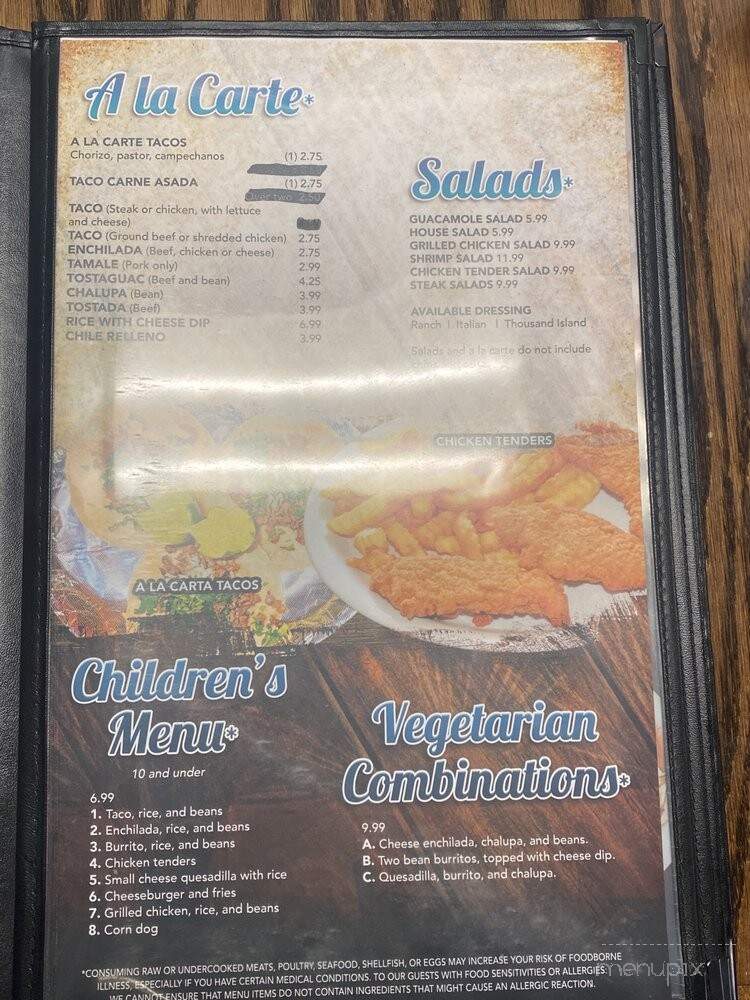 A la Carte*
A LA CARTE TACOS
Chorizo, pastor, campechanos (1) 2.75
TACO CARNE ASADA (1) 2.75
Over two 2.50
TACO (Steak or chicken, with lettuce
and cheese)
TACO (Ground beef or shredded chicken) 2.75
ENCHILADA (Beef, chicken or cheese) 2.75
TAMALE (Pork only) 2.99
TOSTAGUAC (Beef and bean) 4.25
CHALUPA (Bean) 3.99
TOSTADA (Beef) 3.99
RICE WITH CHEESE DIP 6.99
CHILE RELLENO 3.99
Salads*
GUACAMOLE SALAD 5.99
HOUSE SALAD 5.99
GRILLED CHICKEN SALAD 9.99
SHRIMP SALAD 11.99
CHICKEN TENDER SALAD 9.99
STEAK SALADS 9.99
AVAILABLE DRESSING
Ranch | Italian | Thousand Island
Salads and a la carte do not include
CHICKEN TENDERS
A LA CARTA TACOS
Children's
Menu*
10 and under
6.99
1. Taco, rice, and beans
2. Enchilada, rice, and beans
3. Burrito, rice, and beans
4. Chicken tenders
5. Small cheese quesadilla with rice
6. Cheeseburger and fries
7. Grilled chicken, rice, and beans
8. Corn dog
Vegetarian
Combinations*
9.99
A. Cheese enchilada, chalupa, and beans.
B. Two bean burritos, topped with cheese dip.
C. Quesadilla, burrito, and chalupa.
*CONSUMING RAW OR UNDERCOOKED MEATS, POULTRY, SEAFOOD, SHELLFISH, OR EGGS MAY INCREASE YOUR RISK OF FOODBORNE
ILLNESS, ESPECIALLY IF YOU HAVE CERTAIN MEDICAL CONDITIONS. TO OUR GUESTS WITH FOOD SENSITIVITIES OR ALLERGIES
WE CANNOT ENSURE THAT MENU ITEMS DO NOT CONTAIN INGREDIENTS THAT MIGHT CAUSE AN ALLERGIC REACTION.
menupix